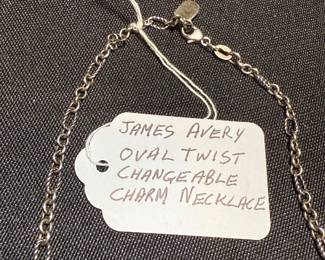 JAMES AVERY
OVAL TWIST
CHANGEABLE
CHARM NECKLACE